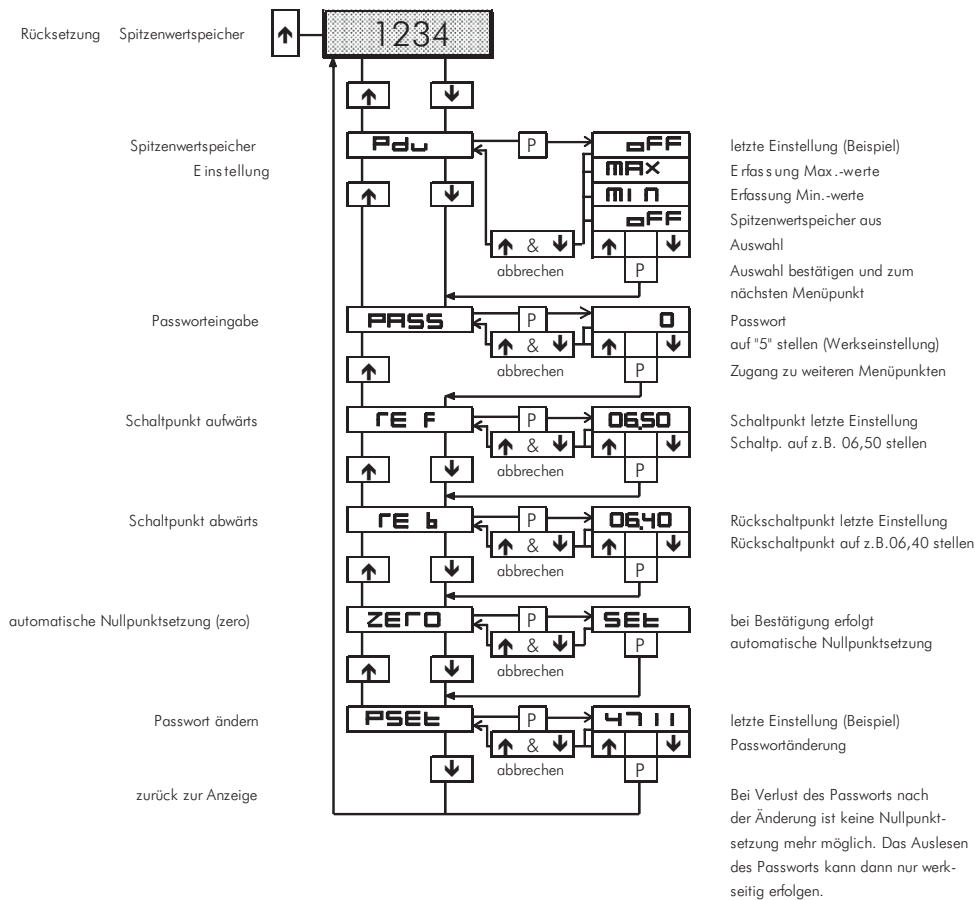 Rücksetzung Spitzenwertspeicher 1234
Spitzenwertspeicher Pdv P oFF letzte Einstellung (Beispiel)
Einstellung MAX Erfassung Max.-werte
MIN Erfassung Min.-werte
oFF Spitzenwertspeicher aus
& Auswahl
abbrechen P Auswahl bestätigen und zum
nächsten Menüpunkt
Passworteingabe PASS P 0 Passwort
& auf "5" stellen (Werkseinstellung)
abbrechen P Zugang zu weiteren Menüpunkten
Schaltpunkt aufwärts rE F P 06,50 Schaltpunkt letzte Einstellung
& Schaltp. auf z.B. 06,50 stellen
abbrechen P
Schaltpunkt abwärts rE b P 06,40 Rückschaltpunkt letzte Einstellung
& Rückschaltpunkt auf z.B.06,40 stellen
abbrechen P
automatische Nullpunktsetzung (zero) ZErO P SEt bei Bestätigung erfolgt
& P automatische Nullpunktsetzung
abbrechen
Passwort ändern PSEt P 4711 letzte Einstellung (Beispiel)
& Passwortänderung
abbrechen P
zurück zur Anzeige Bei Verlust des Passworts nach
der Änderung ist keine Nullpunkt-
setzung mehr möglich. Das Auslesen
des Passworts kann dann nur werk-
seitig erfolgen.